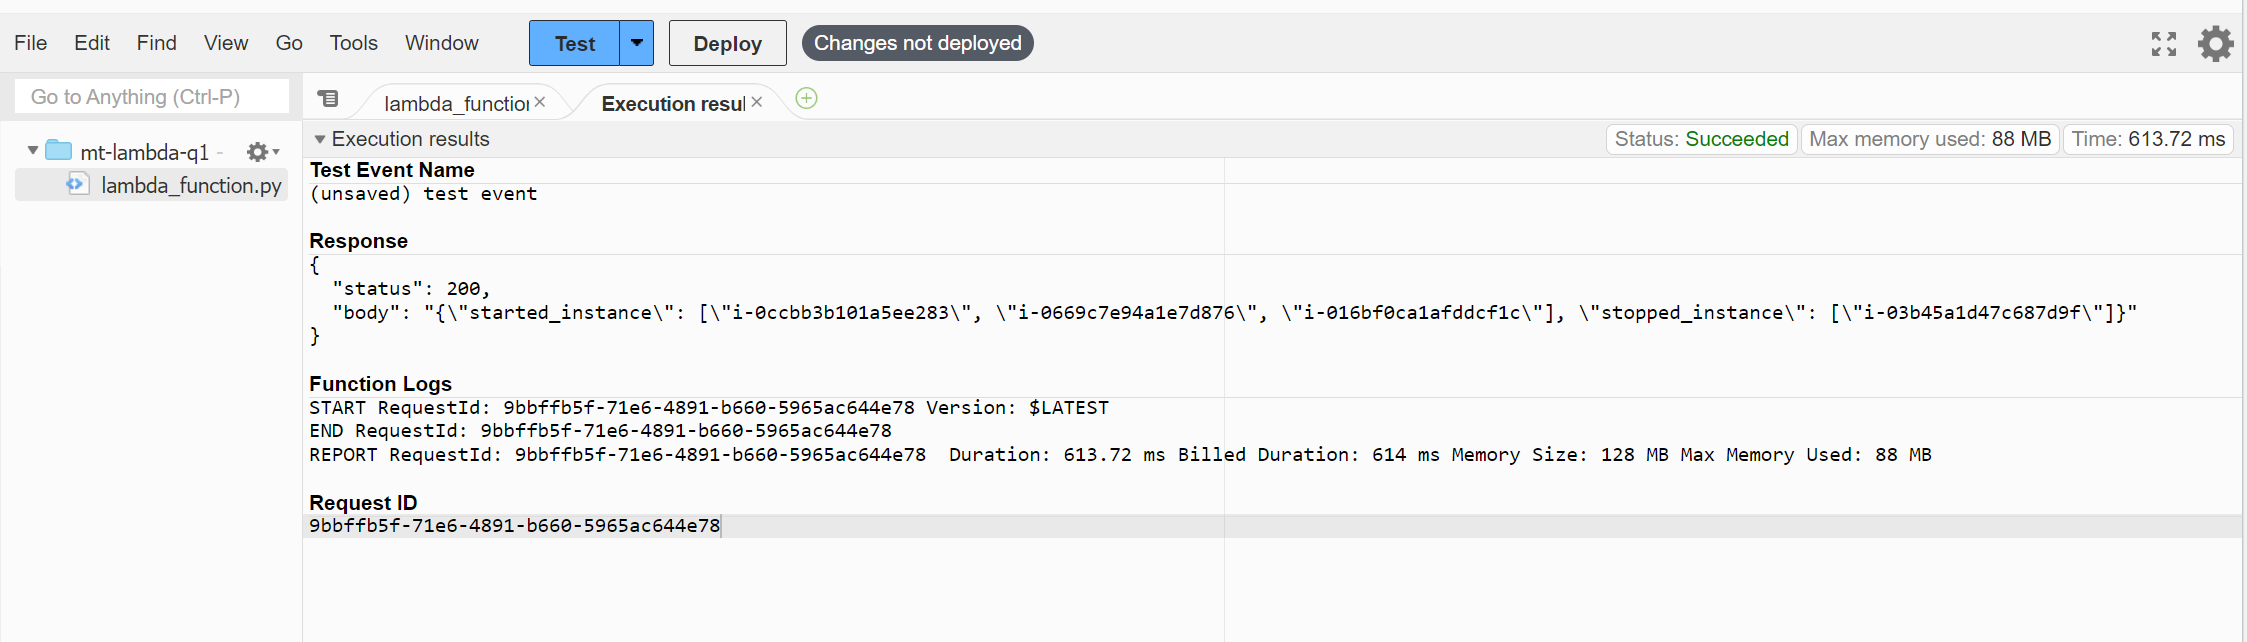 File Edit Find View Go Tools Window Test Deploy Changes not deployed
Go to Anything (Ctrl-P)
lambda_function Execution resul
Execution results
Status: Succeeded Max memory used: 88 MB Time: 613.72 ms
mt-lambda-q1 -
lambda_function.py
Test Event Name
(unsaved) test event
Response
{
"status": 200,
"body": "{\"started_instance\": [\"i-0ccbb3b101a5ee283\", \"i-0669c7e94a1e7d876\", \"i-016bf0ca1afddcf1c\"], \"stopped_instance\": [\"i-03b45a1d47c687d9f\"]}"
}
Function Logs
START RequestId: 9bbffb5f-71e6-4891-b660-5965ac644e78 Version: $LATEST
END RequestId: 9bbffb5f-71e6-4891-b660-5965ac644e78
REPORT RequestId: 9bbffb5f-71e6-4891-b660-5965ac644e78 Duration: 613.72 ms Billed Duration: 614 ms Memory Size: 128 MB Max Memory Used: 88 MB
Request ID
9bbffb5f-71e6-4891-b660-5965ac644e78